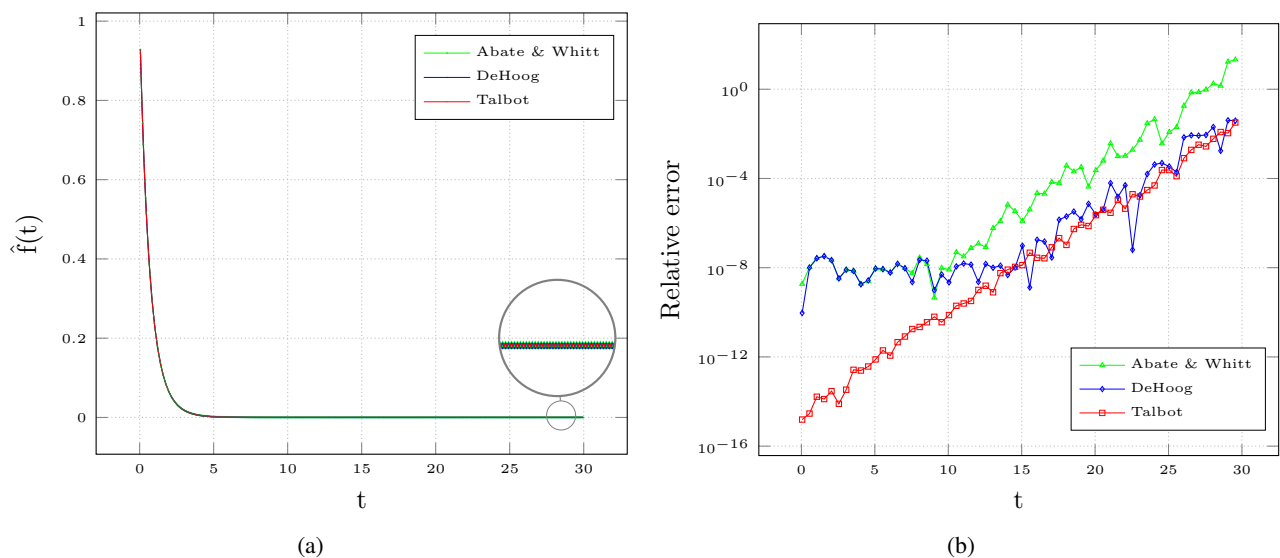 1
0.8
0.6
0.4
0.2
0
0 5 10 15 20 25 30
f̂(t)
t
Abate & Whitt
DeHoog
Talbot
(a)
10^0
10^−4
10^−8
10^−12
10^−16
0 5 10 15 20 25 30
Relative error
t
Abate & Whitt
DeHoog
Talbot
(b)